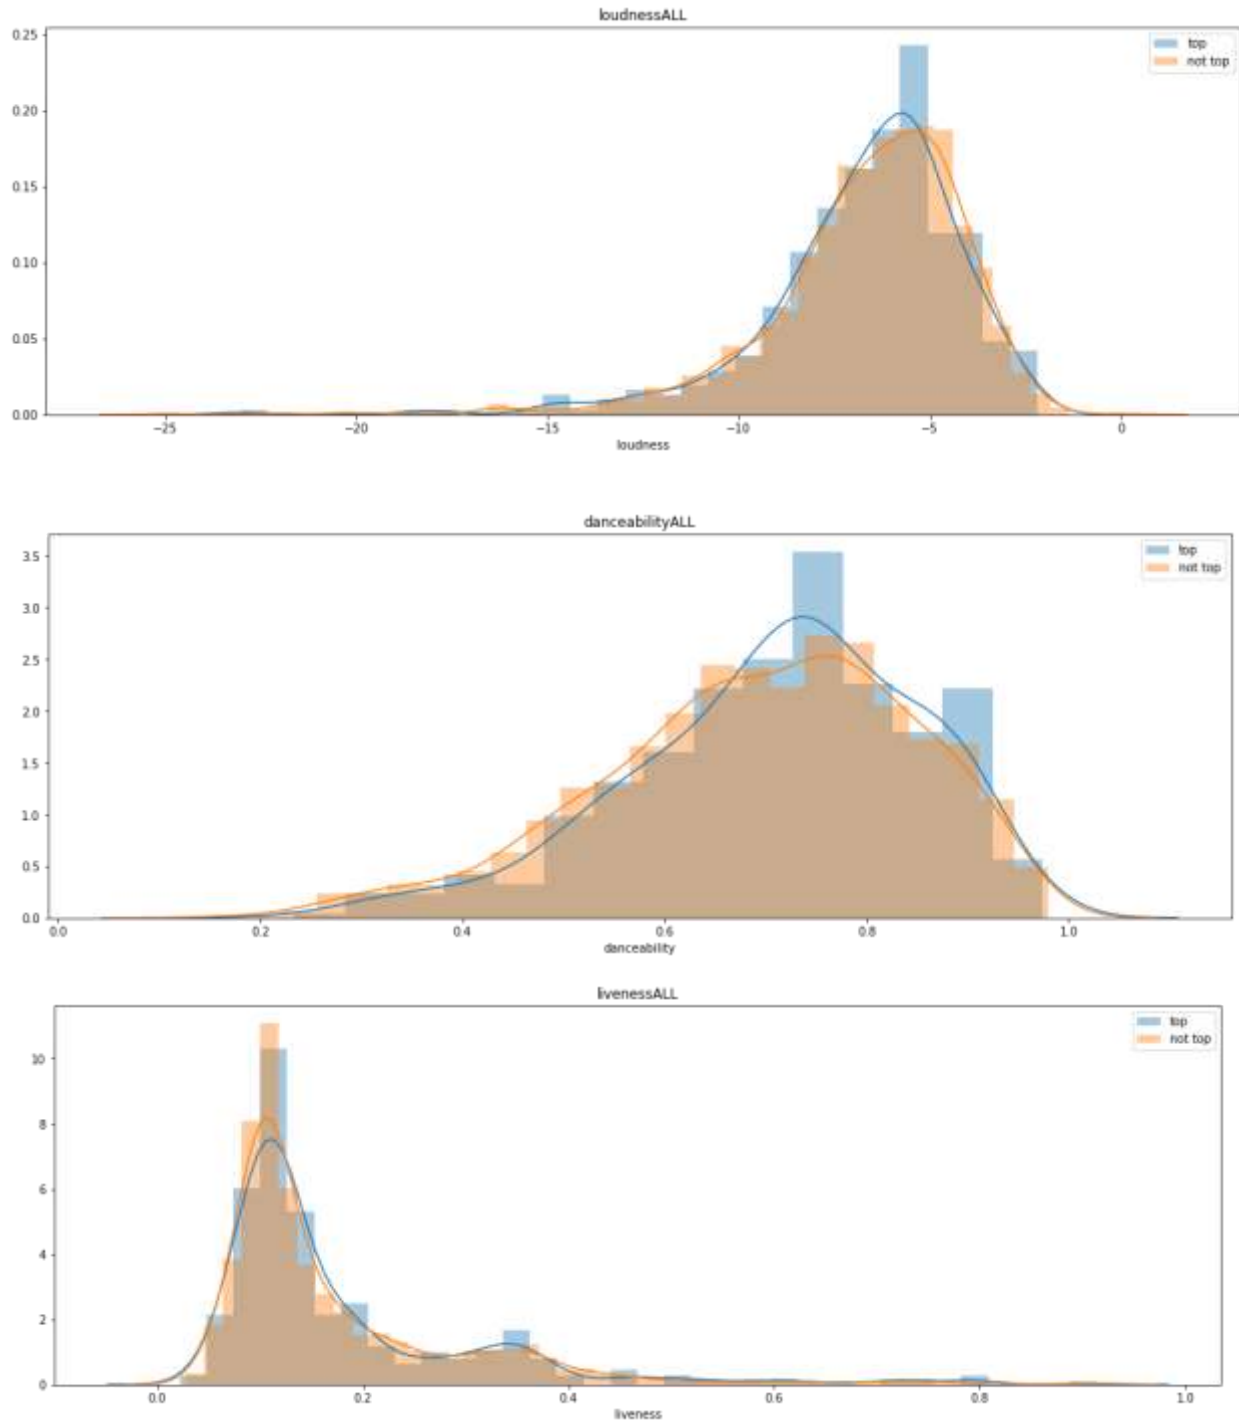 loudnessALL
top
not top
0.25
0.20
0.15
0.10
0.05
0.00
−25 −20 −15 −10 −5 0
loudness
danceabilityALL
top
not top
3.5
3.0
2.5
2.0
1.5
1.0
0.5
0.0
0.0 0.2 0.4 0.6 0.8 1.0
danceability
livenessALL
top
not top
10
8
6
4
2
0
0.0 0.2 0.4 0.6 0.8 1.0
liveness